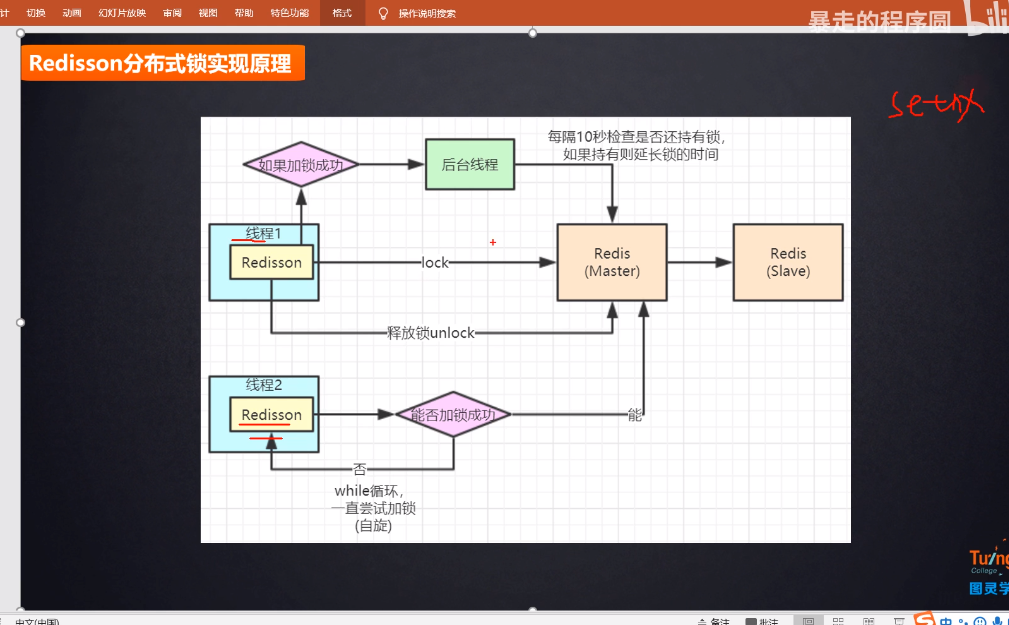 计 切换 动画 幻灯片放映 审阅 视图 帮助 特色功能 格式 操作说明搜索
暴走的程序圆
Redisson分布式锁实现原理
setnx
每隔10秒检查是否还持有锁，
如果持有则延长锁的时间
如果加锁成功
后台线程
线程1
Redisson
lock
Redis
(Master)
Redis
(Slave)
释放锁unlock
线程2
Redisson
能否加锁成功
能
否
while循环，
一直尝试加锁
(自旋)
Turing
College
图灵学
中文(中国)
备注
批注
中